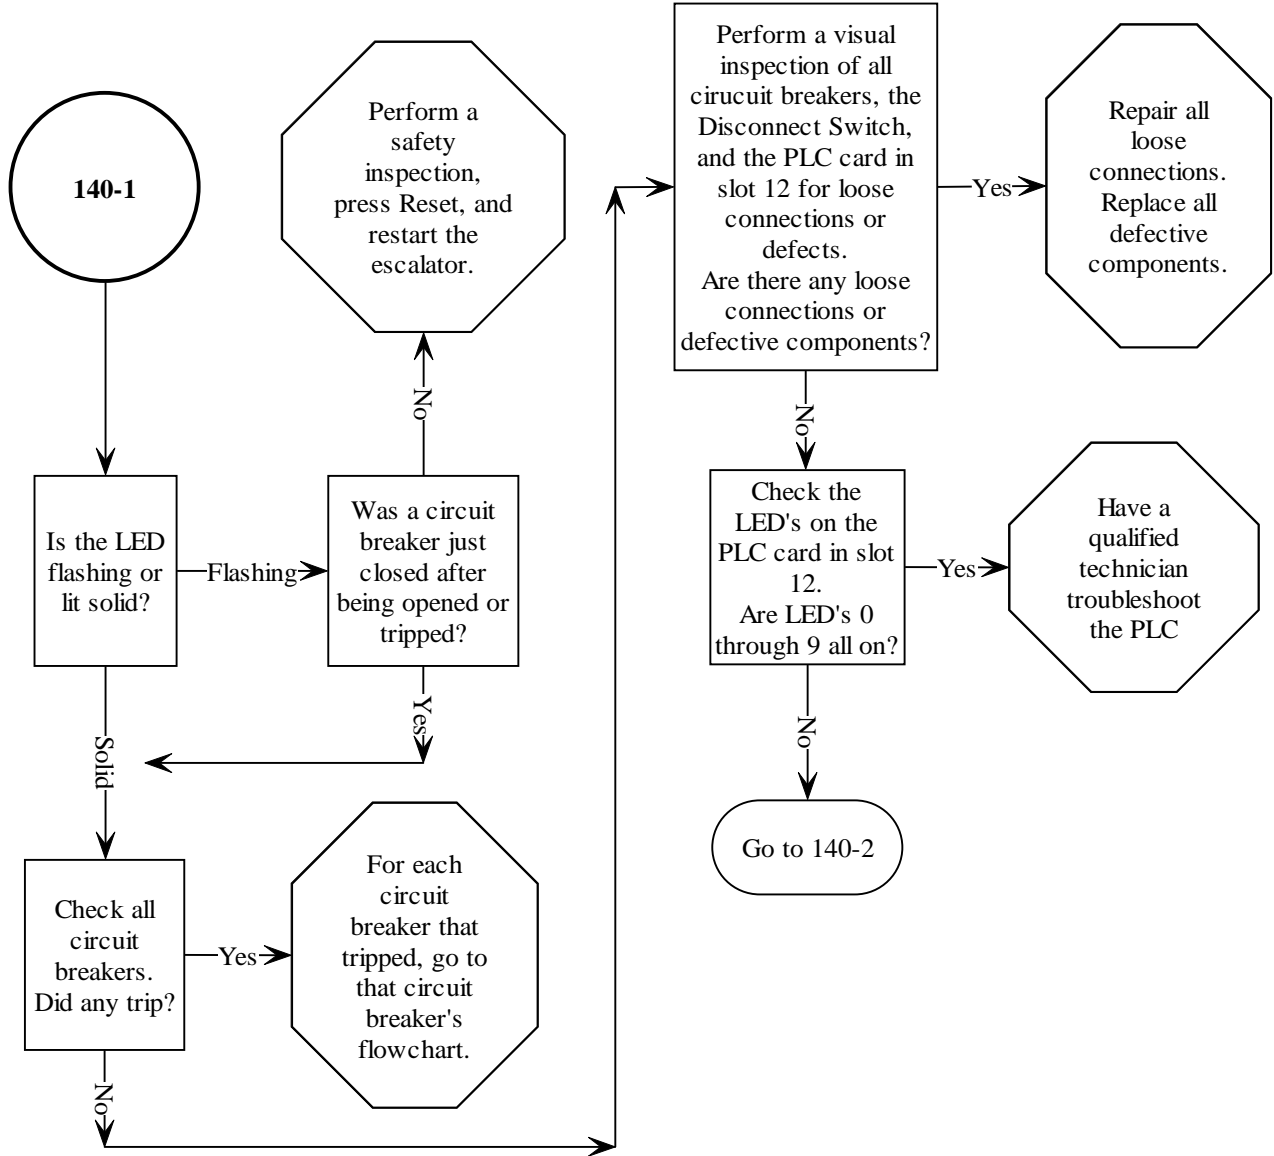 140-1
Is the LED
flashing or
lit solid?
Flashing
Was a circuit
breaker just
closed after
being opened or
tripped?
No
Perform a
safety
inspection,
press Reset, and
restart the
escalator.
Yes
Solid
Check all
circuit
breakers.
Did any trip?
Yes
For each
circuit
breaker that
tripped, go to
that circuit
breaker's
flowchart.
No
Perform a visual
inspection of all
cirucuit breakers, the
Disconnect Switch,
and the PLC card in
slot 12 for loose
connections or
defects.
Are there any loose
connections or
defective components?
Yes
Repair all
loose
connections.
Replace all
defective
components.
No
Check the
LED's on the
PLC card in slot
12.
Are LED's 0
through 9 all on?
Yes
Have a
qualified
technician
troubleshoot
the PLC
No
Go to 140-2